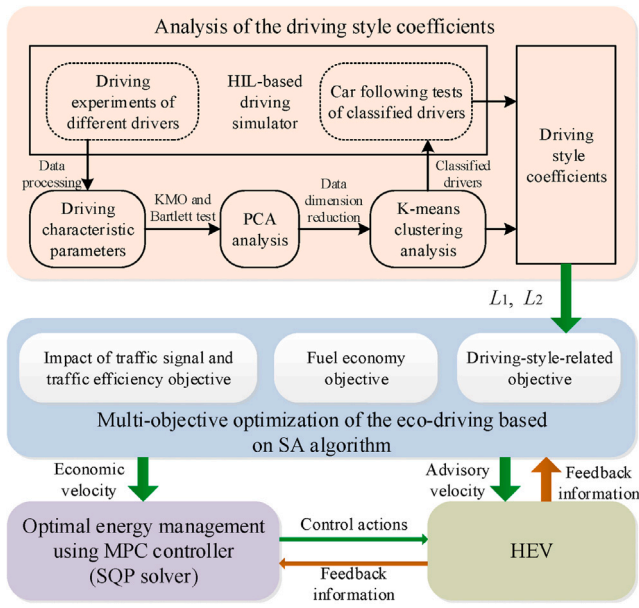 Analysis of the driving style coefficients
Driving
experiments of
different drivers
HIL-based
driving
simulator
Car following tests
of classified drivers
Driving
style
coefficients
Data
processing
KMO and
Bartlett test
Data
dimension
reduction
Classified
drivers
Driving
characteristic
parameters
PCA
analysis
K-means
clustering
analysis
L1, L2
Impact of traffic signal and
traffic efficiency objective
Fuel economy
objective
Driving-style-related
objective
Multi-objective optimization of the eco-driving based
on SA algorithm
Economic
velocity
Advisory
velocity
Feedback
information
Optimal energy management
using MPC controller
(SQP solver)
Control actions
Feedback
information
HEV